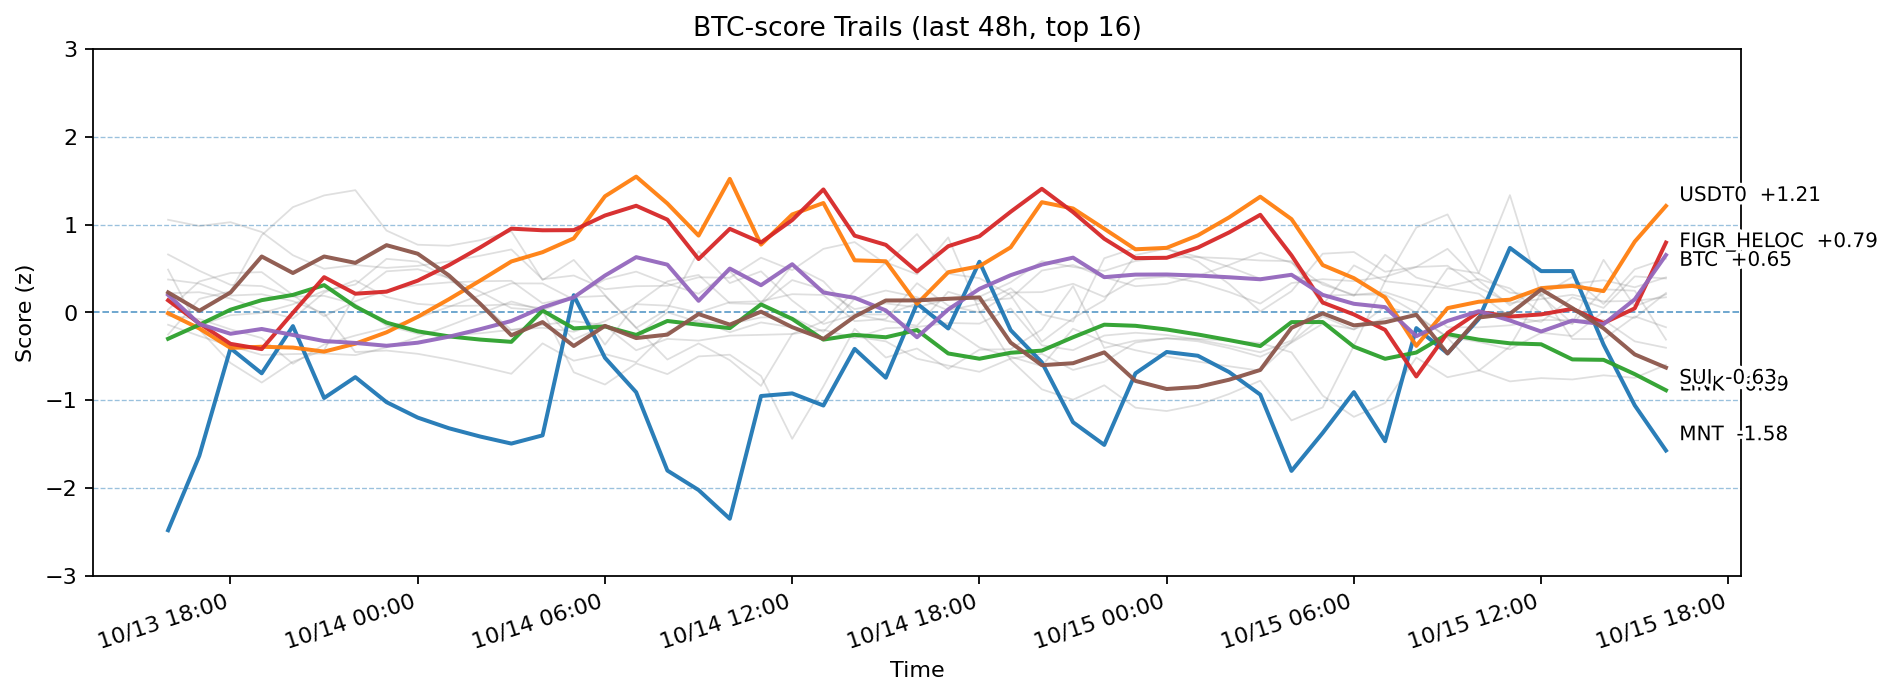 BTC-score Trails (last 48h, top 16)
3
2
1
0
−1
−2
−3
Score (z)
USDT0 +1.21
FIGR_HELOC +0.79
BTC +0.65
SUI -0.63
LINK
MNT -1.58
10/13 18:00
10/14 00:00
10/14 06:00
10/14 12:00
10/14 18:00
10/15 00:00
10/15 06:00
10/15 12:00
10/15 18:00
Time